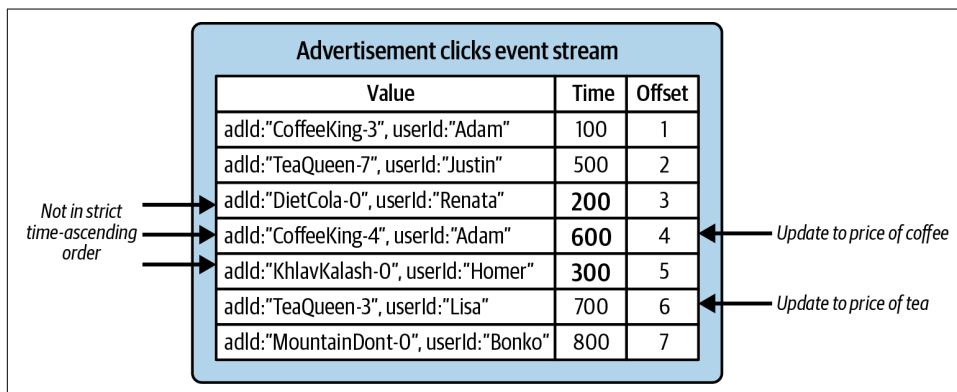 Advertisement clicks event stream
Value Time Offset
adId:"CoffeeKing-3", userId:"Adam" 100 1
adId:"TeaQueen-7", userId:"Justin" 500 2
adId:"DietCola-0", userId:"Renata" 200 3
adId:"CoffeeKing-4", userId:"Adam" 600 4
adId:"KhlavKalash-0", userId:"Homer" 300 5
adId:"TeaQueen-3", userId:"Lisa" 700 6
adId:"MountainDont-0", userId:"Bonko" 800 7
Not in strict
time-ascending
order
Update to price of coffee
Update to price of tea